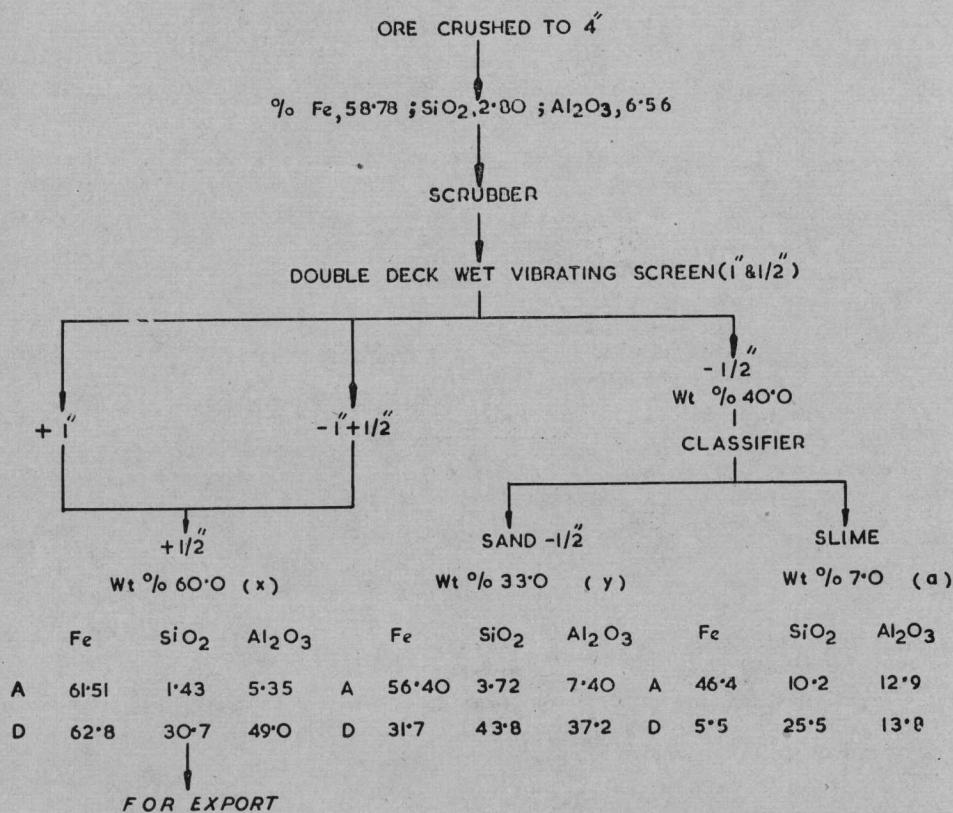 ORE CRUSHED TO 4"
% Fe, 58·78 ; SiO₂, 2·80 ; Al₂O₃, 6·56
SCRUBBER
DOUBLE DECK WET VIBRATING SCREEN (1" & 1/2")
-1/2"
Wt % 40·0
+ 1"
-1"+1/2"
CLASSIFIER
+1/2"
SAND -1/2"
SLIME
Wt % 60·0 (x)
Wt % 33·0 (y)
Wt % 7·0 (a)
Fe SiO₂ Al₂O₃ Fe SiO₂ Al₂O₃ Fe SiO₂ Al₂O₃
A 61·51 1·43 5·35 A 56·40 3·72 7·40 A 46·4 10·2 12·9
D 62·8 30·7 49·0 D 31·7 43·8 37·2 D 5·5 25·5 13·8
FOR EXPORT